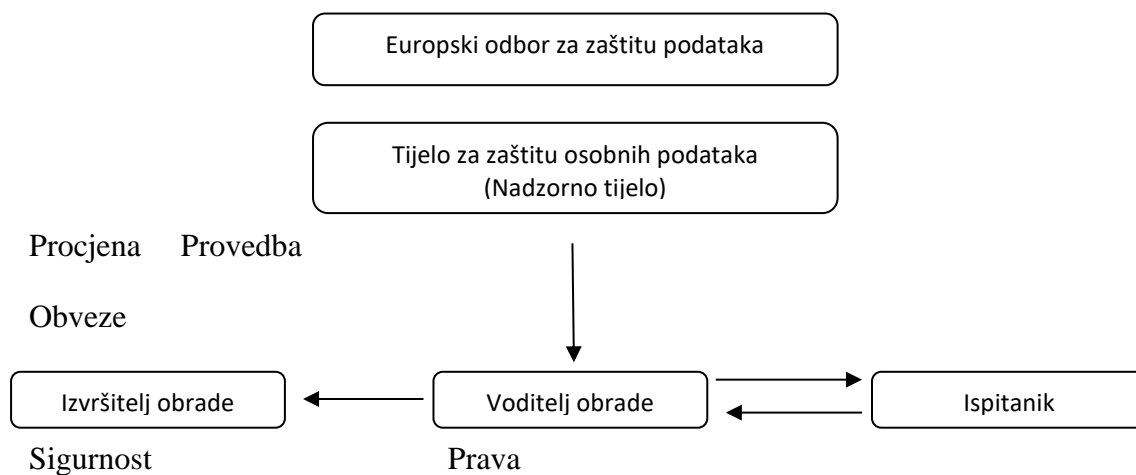 Europski odbor za zaštitu podataka
Tijelo za zaštitu osobnih podataka
(Nadzorno tijelo)
Procjena Provedba
Obveze
Izvršitelj obrade
Voditelj obrade
Ispitanik
Sigurnost Prava